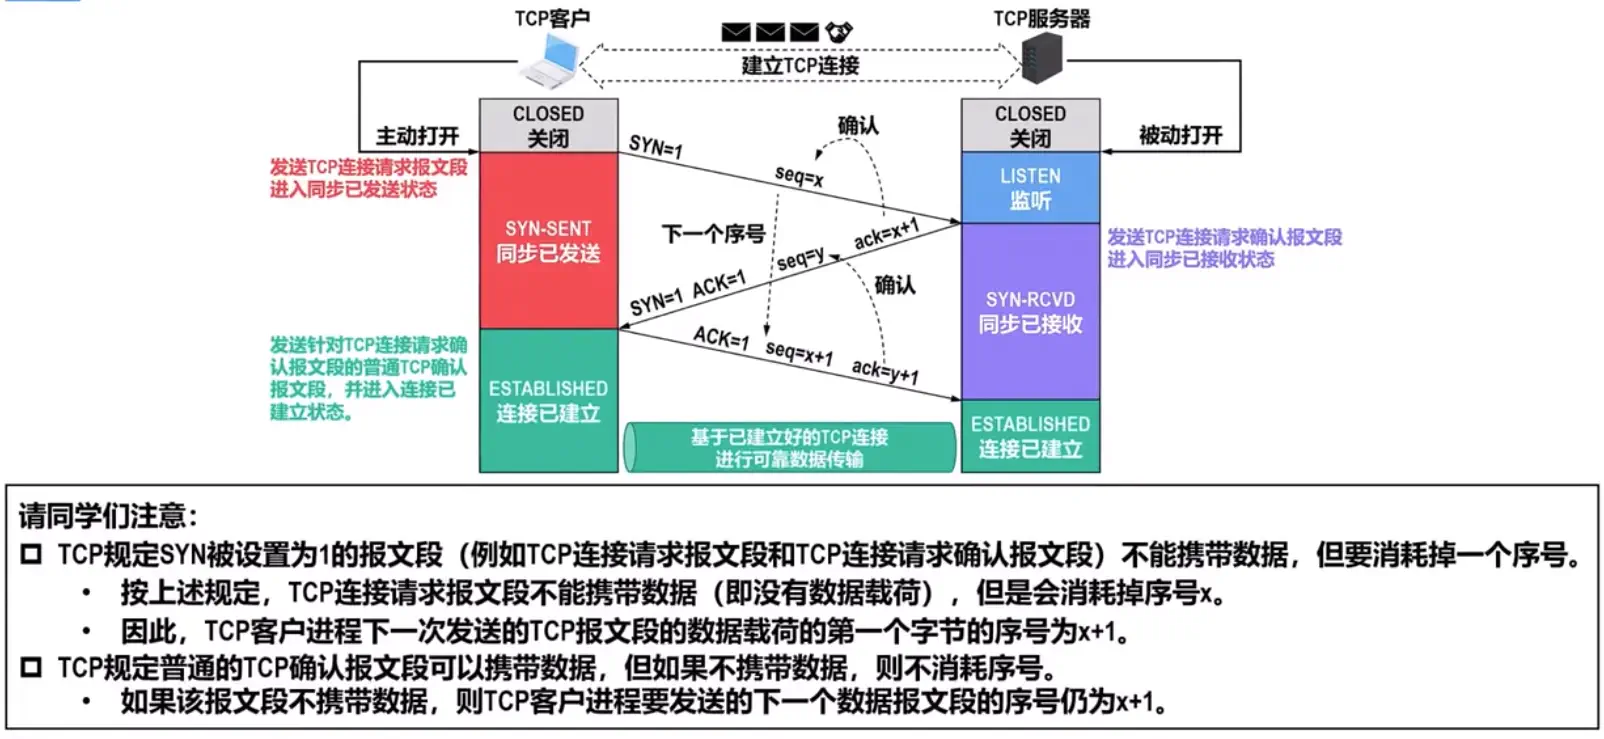 TCP客户
TCP服务器
建立TCP连接
CLOSED
关闭
CLOSED
关闭
主动打开
被动打开
确认
SYN=1
seq=x
发送TCP连接请求报文段
进入同步已发送状态
LISTEN
监听
SYN-SENT
同步已发送
下一个序号
ack=x+1
seq=y
SYN=1 ACK=1
确认
发送TCP连接请求确认报文段
进入同步已接收状态
SYN-RCVD
同步已接收
ACK=1
seq=x+1
ack=y+1
发送针对TCP连接请求确
认报文段的普通TCP确认
报文段，并进入连接已
建立状态。
ESTABLISHED
连接已建立
ESTABLISHED
连接已建立
基于已建立好的TCP连接
进行可靠数据传输
请同学们注意：
TCP规定SYN被设置为1的报文段（例如TCP连接请求报文段和TCP连接请求确认报文段）不能携带数据，但要消耗掉一个序号。
• 按上述规定，TCP连接请求报文段不能携带数据（即没有数据载荷），但是会消耗掉序号x。
• 因此，TCP客户进程下一次发送的TCP报文段的数据载荷的第一个字节的序号为x+1。
TCP规定普通的TCP确认报文段可以携带数据，但如果不携带数据，则不消耗序号。
• 如果该报文段不携带数据，则TCP客户进程要发送的下一个数据报文段的序号仍为x+1。